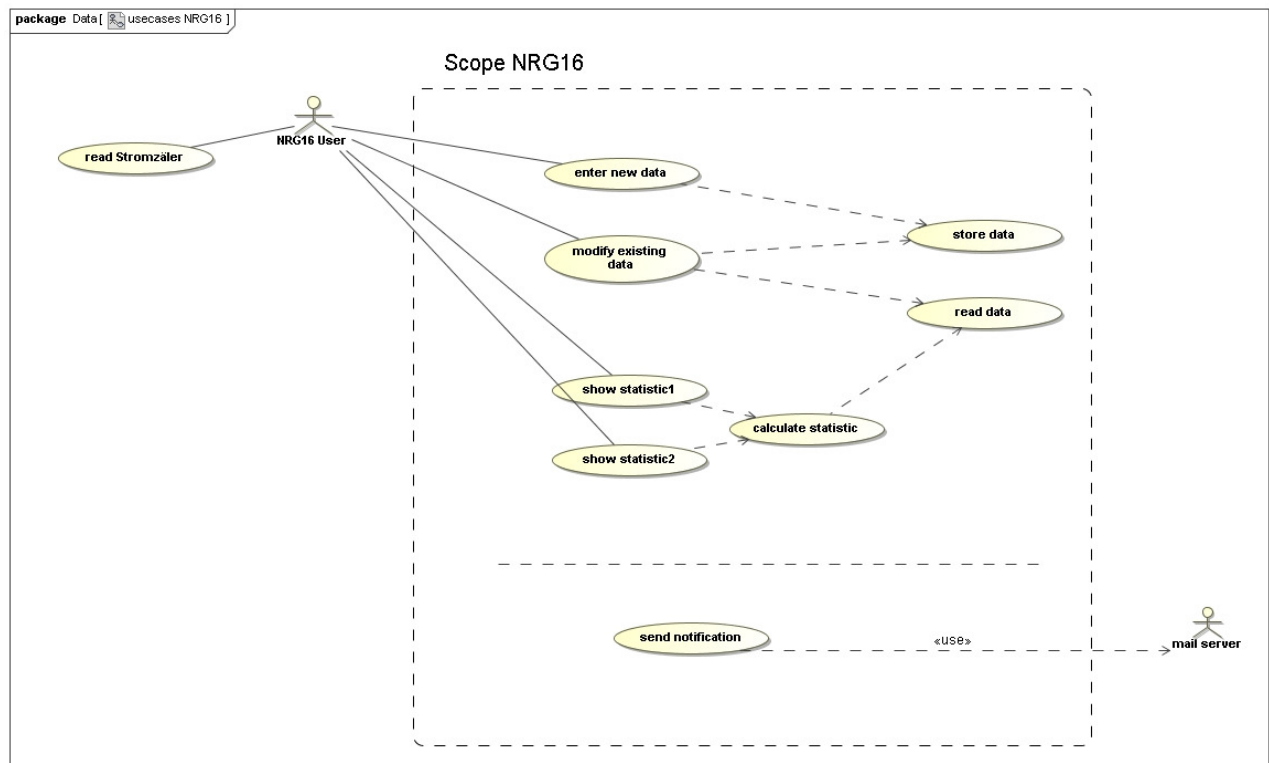 package Data [ usecases NRG16 ]
Scope NRG16
NRG16 User
read Stromzäler
enter new data
store data
modify existing
data
read data
show statistic1
calculate statistic
show statistic2
send notification
«use»
mail server